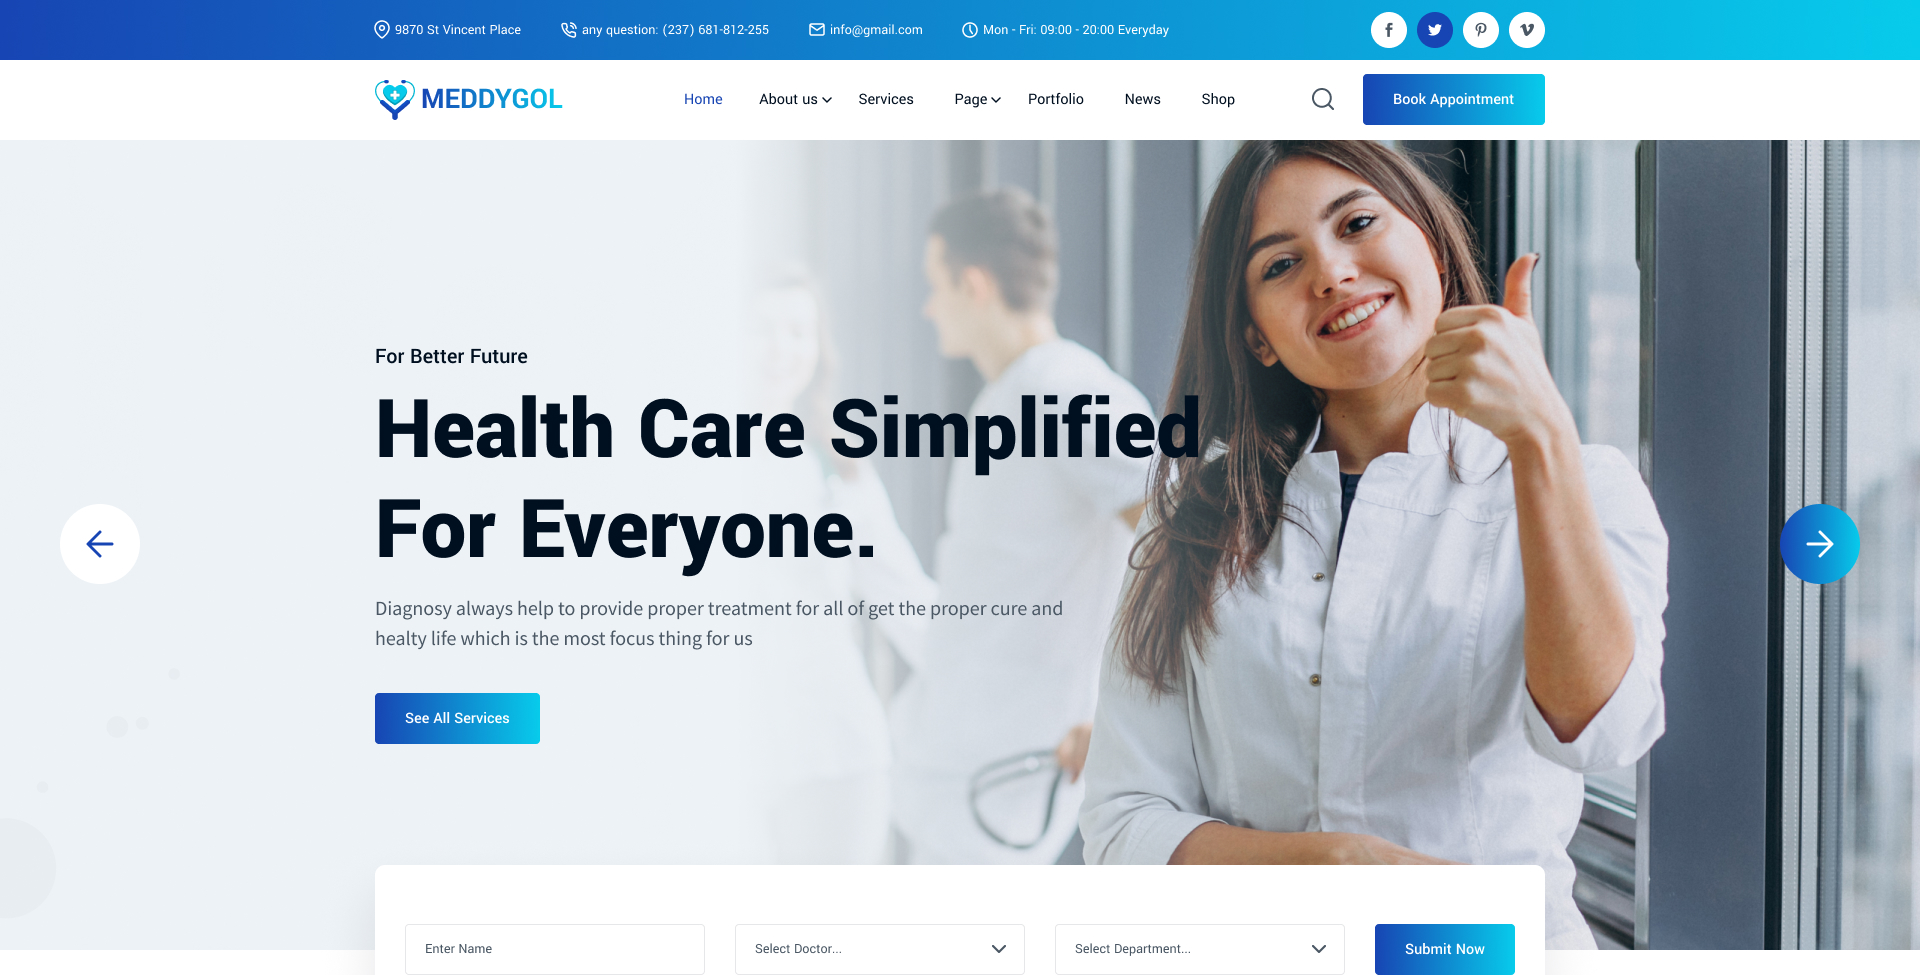 9870 St Vincent Place any question: (237) 681-812-255 info@gmail.com Mon - Fri: 09:00 - 20:00 Everyday
MEDDYGOL Home About us Services Page Portfolio News Shop Book Appointment
For Better Future
Health Care Simplified
For Everyone.
Diagnosy always help to provide proper treatment for all of get the proper cure and
healty life which is the most focus thing for us
See All Services
Enter Name Select Doctor... Select Department... Submit Now